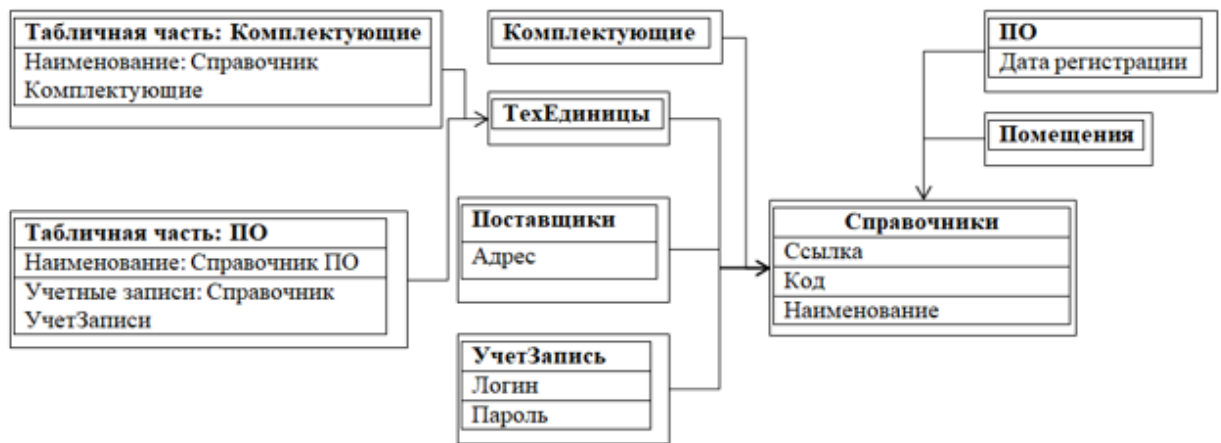 Табличная часть: Комплектующие
Наименование: Справочник
Комплектующие
Комплектующие
ТехЕдиницы
ПО
Дата регистрации
Помещения
Табличная часть: ПО
Наименование: Справочник ПО
Учетные записи: Справочник
УчетЗаписи
Поставщики
Адрес
УчетЗапись
Логин
Пароль
Справочники
Ссылка
Код
Наименование